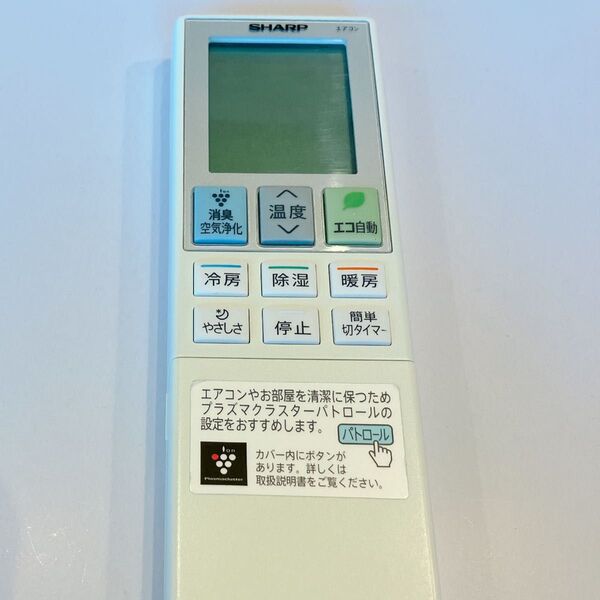 SHARP
エアコン
ion
消臭
空気浄化
温度
エコ自動
冷房
除湿
暖房
やさしさ
停止
簡単
切タイマー
エアコンやお部屋を清潔に保つため
プラズマクラスターパトロールの
設定をおすすめします。
パトロール
ion
Plasmacluster
カバー内にボタンが
あります。詳しくは
取扱説明書をご覧ください。